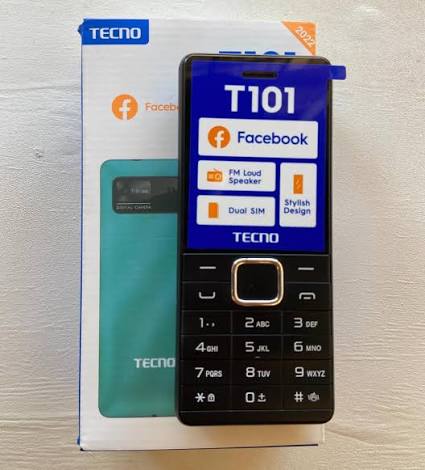 TECNO
2022
T101
Facebook
DIGITAL CAMERA
TECNO
T101
Facebook
FM Loud
Speaker
Dual SIM
Stylish
Design
TECNO
1 . ,
2 ABC
3 DEF
4 GHI
5 JKL
6 MNO
7 PQRS
8 TUV
9 WXYZ
*
0
#